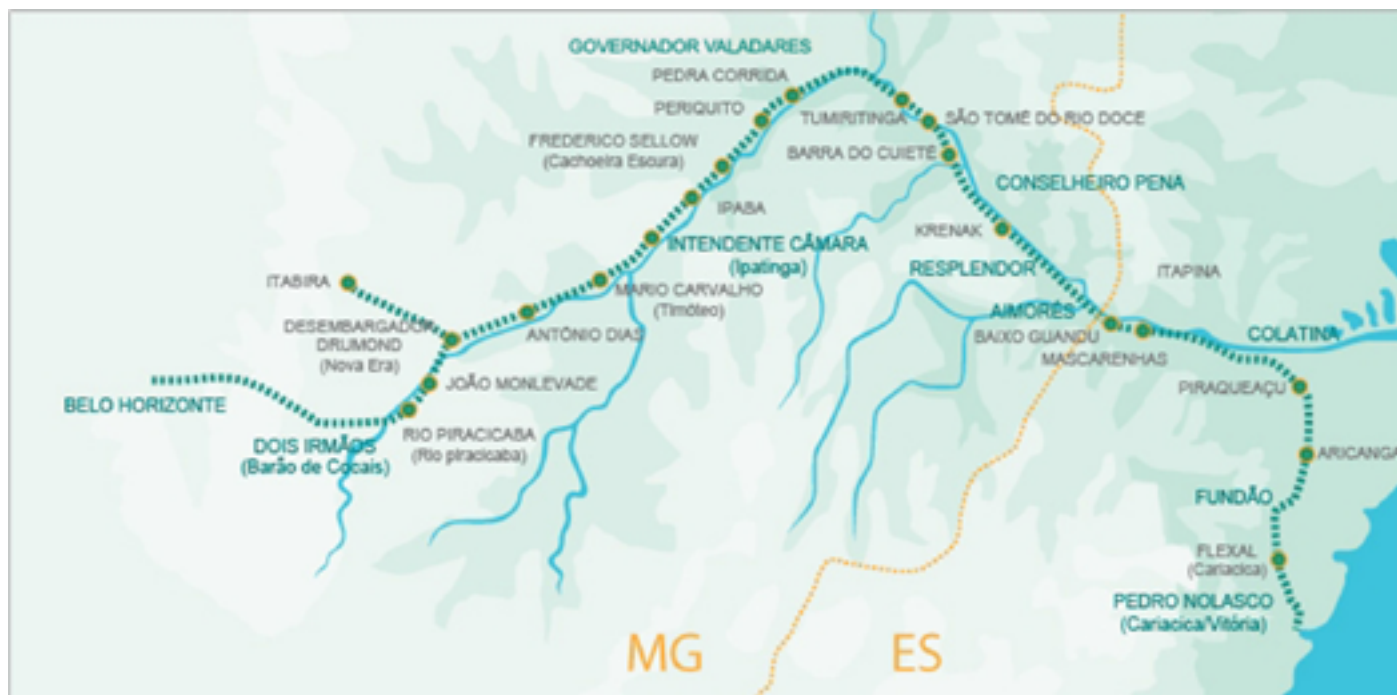 GOVERNADOR VALADARES
PEDRA CORRIDA
PERIQUITO
TUMIRITINGA
SÃO TOMÉ DO RIO DOCE
FREDERICO SELLOW
(Cachoeira Escura)
BARRA DO CUIETÉ
CONSELHEIRO PENA
IPABA
KRENAK
INTENDENTE CÂMARA
(Ipatinga)
RESPLENDOR
ITAPINA
ITABIRA
MARIO CARVALHO
(Timóteo)
AIMORÉS
DESEMBARGADOR
DRUMOND
(Nova Era)
ANTÔNIO DIAS
BAIXO GUANDU
COLATINA
MASCARENHAS
JOÃO MONLEVADE
PIRAQUEAÇU
BELO HORIZONTE
RIO PIRACICABA
(Rio piracicaba)
DOIS IRMÃOS
(Barão de Cocais)
ARICANGA
FUNDÃO
FLEXAL
(Cariacica)
PEDRO NOLASCO
(Cariacica/Vitória)
MG
ES